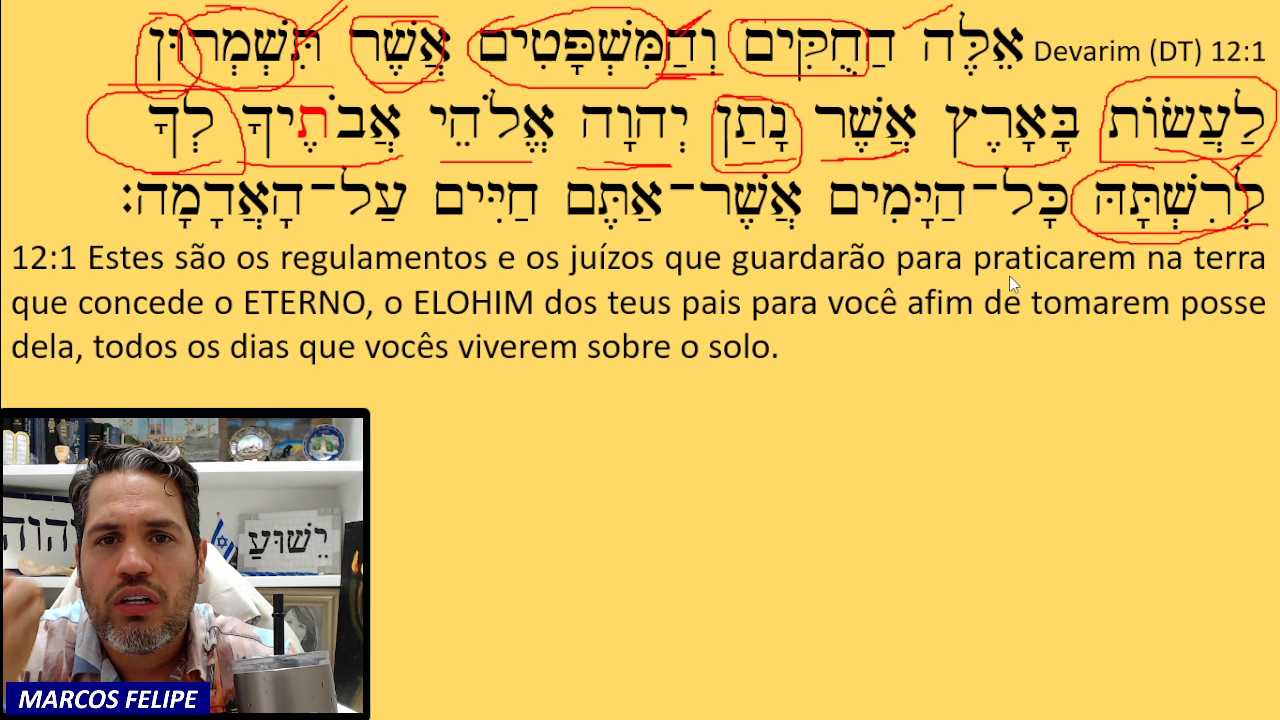 אֵלֶּה הַחֻקִּים וְהַמִּשְׁפָּטִים אֲשֶׁר תִּשְׁמְרוּן Devarim (DT) 12:1
לַעֲשׂוֹת בָּאָרֶץ אֲשֶׁר נָתַן יְהוָה אֱלֹהֵי אֲבֹתֶיךָ לְךָ
לְרִשְׁתָּהּ כָּל־הַיָּמִים אֲשֶׁר־אַתֶּם חַיִּים עַל־הָאֲדָמָה׃
12:1 Estes são os regulamentos e os juízos que guardarão para praticarem na terra
que concede o ETERNO, o ELOHIM dos teus pais para você afim de tomarem posse
dela, todos os dias que vocês viverem sobre o solo.
יהוה
יֵשׁוּעַ
MARCOS FELIPE